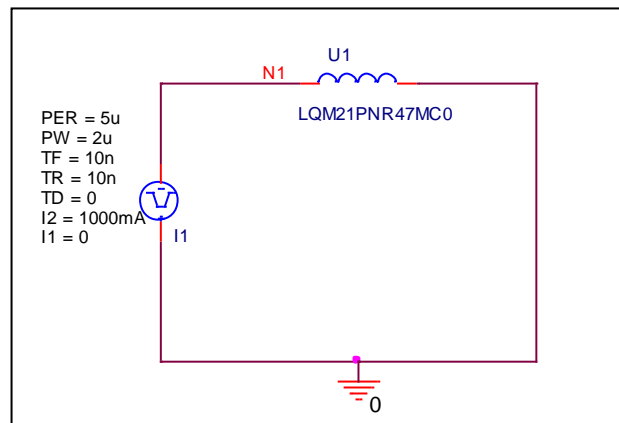 U1
N1
LQM21PNR47MC0
PER = 5u
PW = 2u
TF = 10n
TR = 10n
TD = 0
I2 = 1000mA
I1 = 0
I1
0